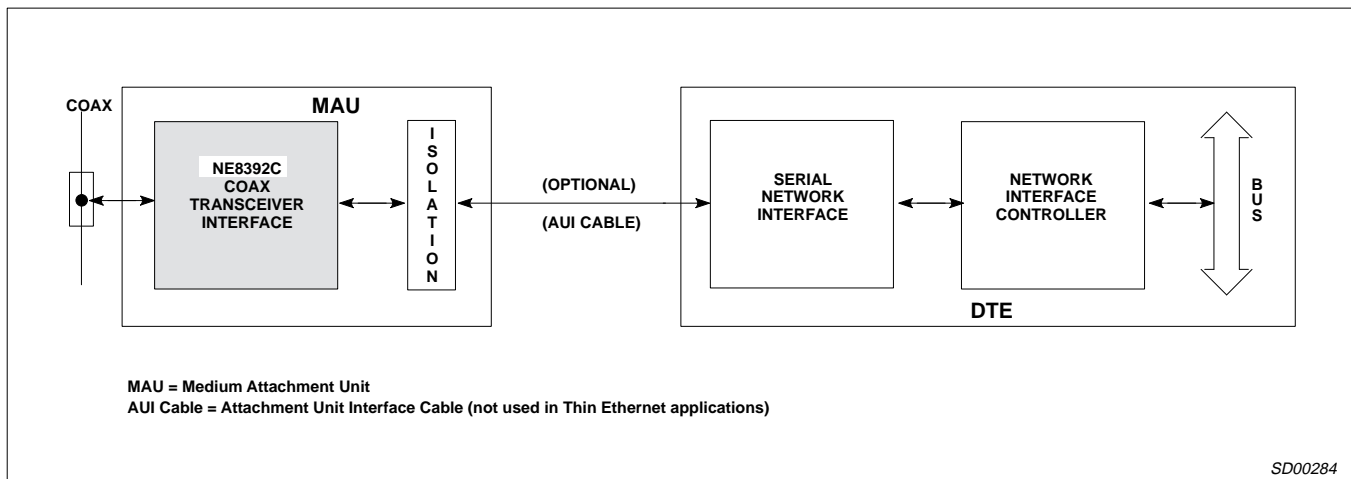 COAX
MAU
NE8392C
COAX
TRANSCEIVER
INTERFACE
I
S
O
L
A
T
I
O
N
(OPTIONAL)
(AUI CABLE)
SERIAL
NETWORK
INTERFACE
NETWORK
INTERFACE
CONTROLLER
B
U
S
DTE
MAU = Medium Attachment Unit
AUI Cable = Attachment Unit Interface Cable (not used in Thin Ethernet applications)
SD00284